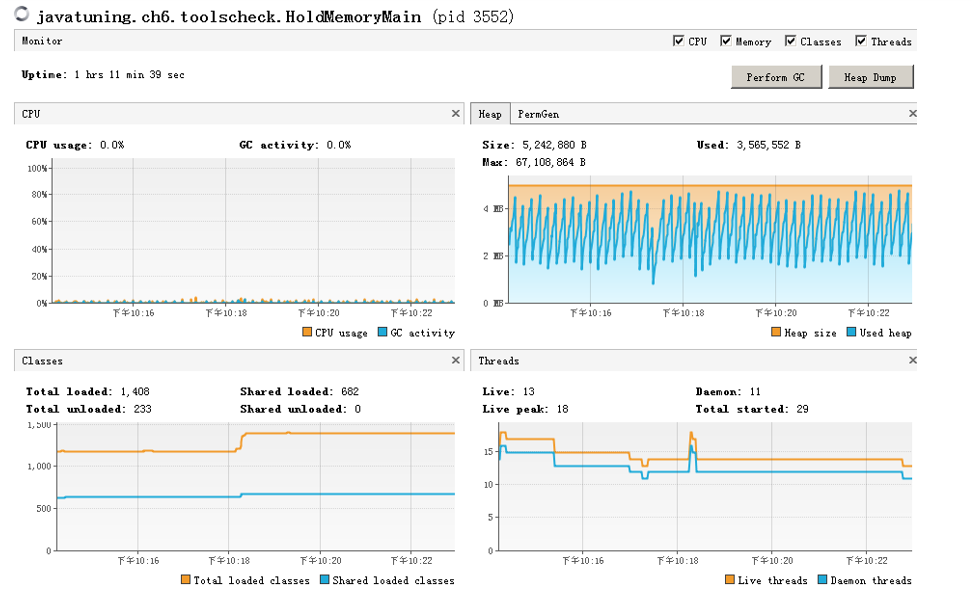 javatuning.ch6.toolscheck.HoldMemoryMain (pid 3552)
Monitor
CPU Memory Classes Threads
Uptime: 1 hrs 11 min 39 sec
Perform GC Heap Dump
CPU
CPU usage: 0.0% GC activity: 0.0%
100%
80%
60%
40%
20%
0%
下午10:16 下午10:18 下午10:20 下午10:22
CPU usage GC activity
Heap PermGen
Size: 5,242,880 B Used: 3,565,552 B
Max: 67,108,864 B
4 MB
2 MB
0 MB
下午10:16 下午10:18 下午10:20 下午10:22
Heap size Used heap
Classes
Total loaded: 1,408 Shared loaded: 682
Total unloaded: 233 Shared unloaded: 0
1,500
1,000
500
0
下午10:16 下午10:18 下午10:20 下午10:22
Total loaded classes Shared loaded classes
Threads
Live: 13 Daemon: 11
Live peak: 18 Total started: 29
15
10
5
0
下午10:16 下午10:18 下午10:20 下午10:22
Live threads Daemon threads